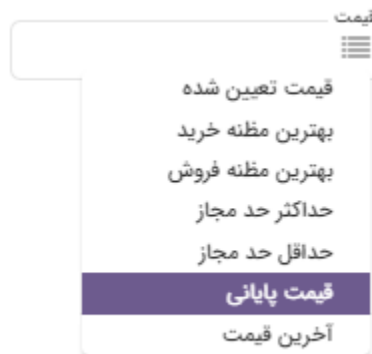 قیمت
قیمت تعیین شده
بهترین مظنه خرید
بهترین مظنه فروش
حداکثر حد مجاز
حداقل حد مجاز
قیمت پایانی
آخرین قیمت